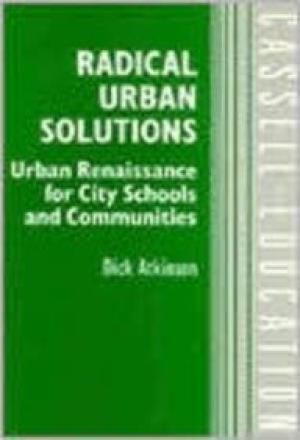 RADICAL
URBAN
SOLUTIONS
Urban Renaissance
for City Schools
and Communities
Dick Atkinson
CASSELL EDUCATION